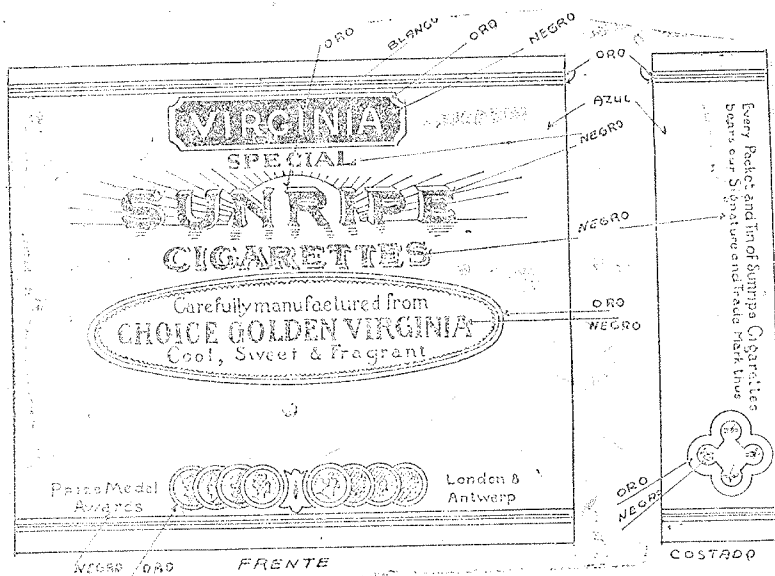 ORO
BLANCO
ORO
NEGRO
ORO
AZUL
VIRGINIA
NEGRO
SPECIAL
SUNRIPE
NEGRO
CIGARETTES
Carefully manufactured from
ORO
CHOICE GOLDEN VIRGINIA
NEGRO
Cool, Sweet & Fragrant
Prize Medal
Awards
London &
Antwerp
ORO
NEGRO
NEGRO ORO
FRENTE
COSTADO
Every Packet and Tin of Sunripe Cigarettes
bears our Signature and Trade Mark thus